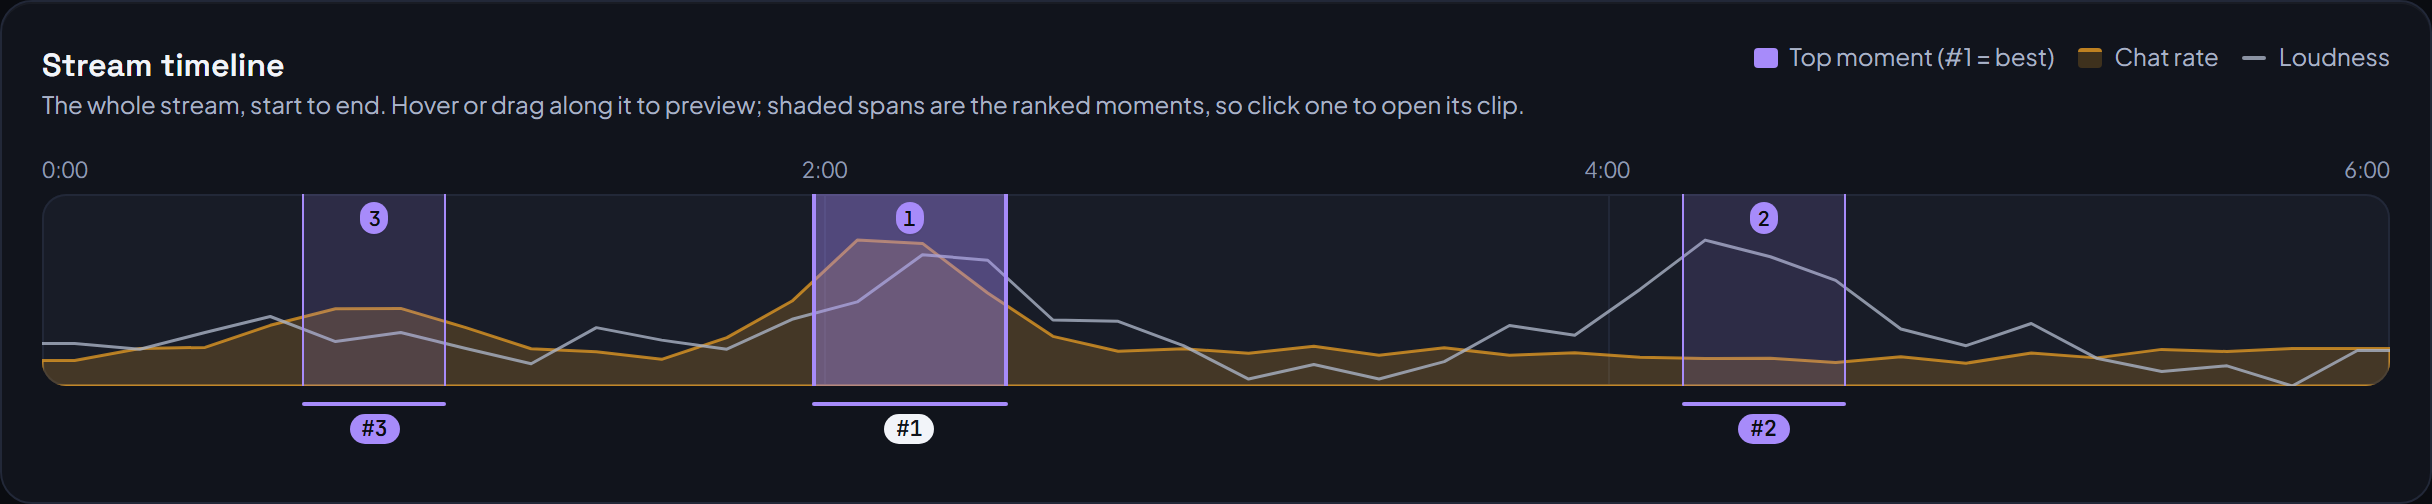 Stream timeline
Top moment (#1 = best) Chat rate Loudness
The whole stream, start to end. Hover or drag along it to preview; shaded spans are the ranked moments, so click one to open its clip.
0:00 2:00 4:00 6:00
3 1 2
#3 #1 #2